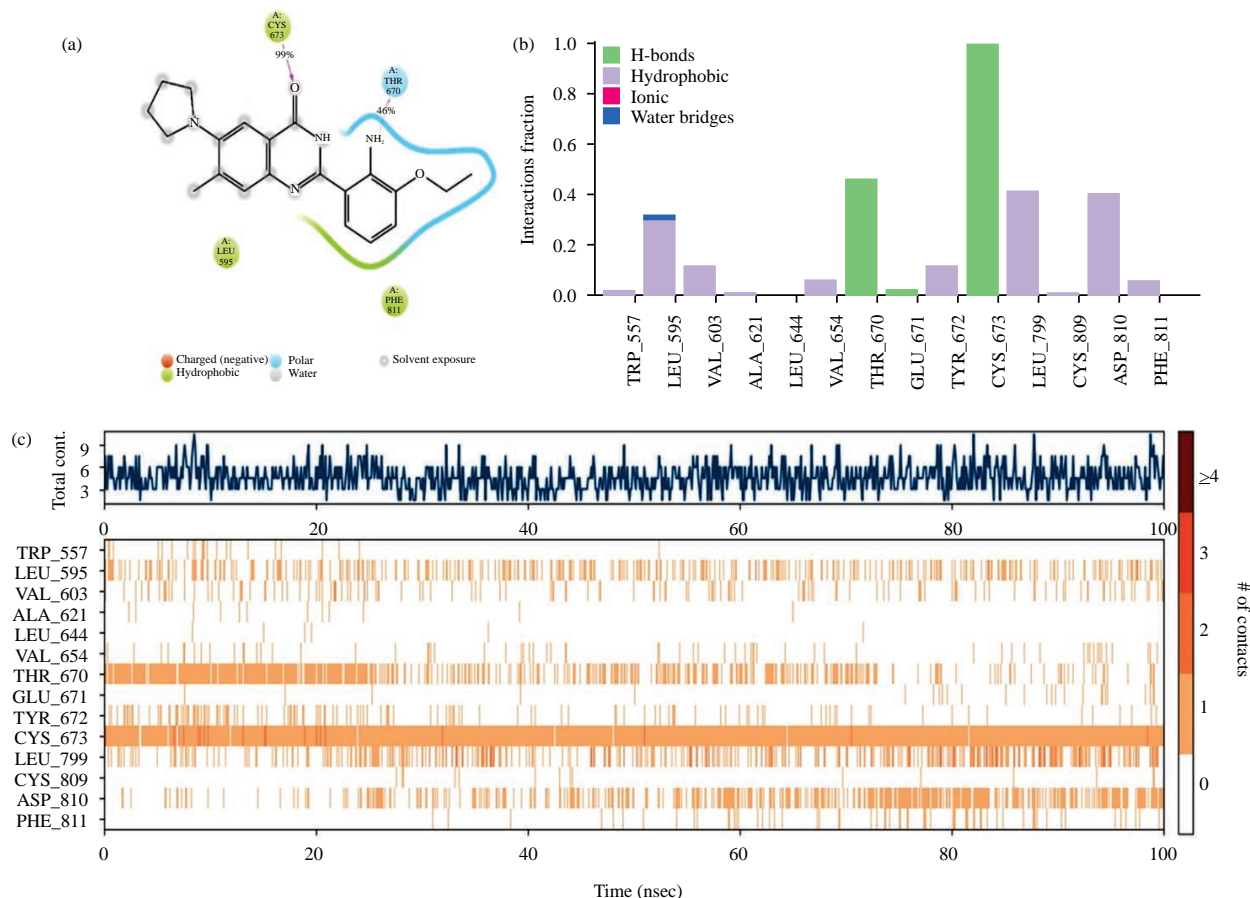 (a)
A:
CYS
673
99%
A:
THR
670
46%
O
N
NH
NH₂
N
O
A:
LEU
595
A:
PHE
811
Charged (negative)
Polar
Solvent exposure
Hydrophobic
Water
(b)
H-bonds
Hydrophobic
Ionic
Water bridges
Interactions fraction
1.0
0.8
0.6
0.4
0.2
0.0
TRP_557
LEU_595
VAL_603
ALA_621
LEU_644
VAL_654
THR_670
GLU_671
TYR_672
CYS_673
LEU_799
CYS_809
ASP_810
PHE_811
(c)
Total cont.
9
6
3
0 20 40 60 80 100
TRP_557
LEU_595
VAL_603
ALA_621
LEU_644
VAL_654
THR_670
GLU_671
TYR_672
CYS_673
LEU_799
CYS_809
ASP_810
PHE_811
0 20 40 60 80 100
Time (nsec)
≥4
3
2
1
0
# of contacts